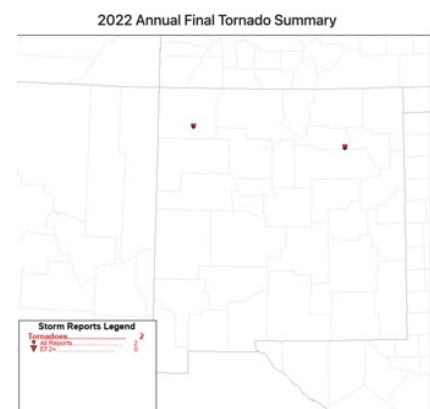 2022 Annual Final Tornado Summary
Storm Reports Legend
Tornadoes.................... 2
All Reports.................. 2
EF2+........................ 0